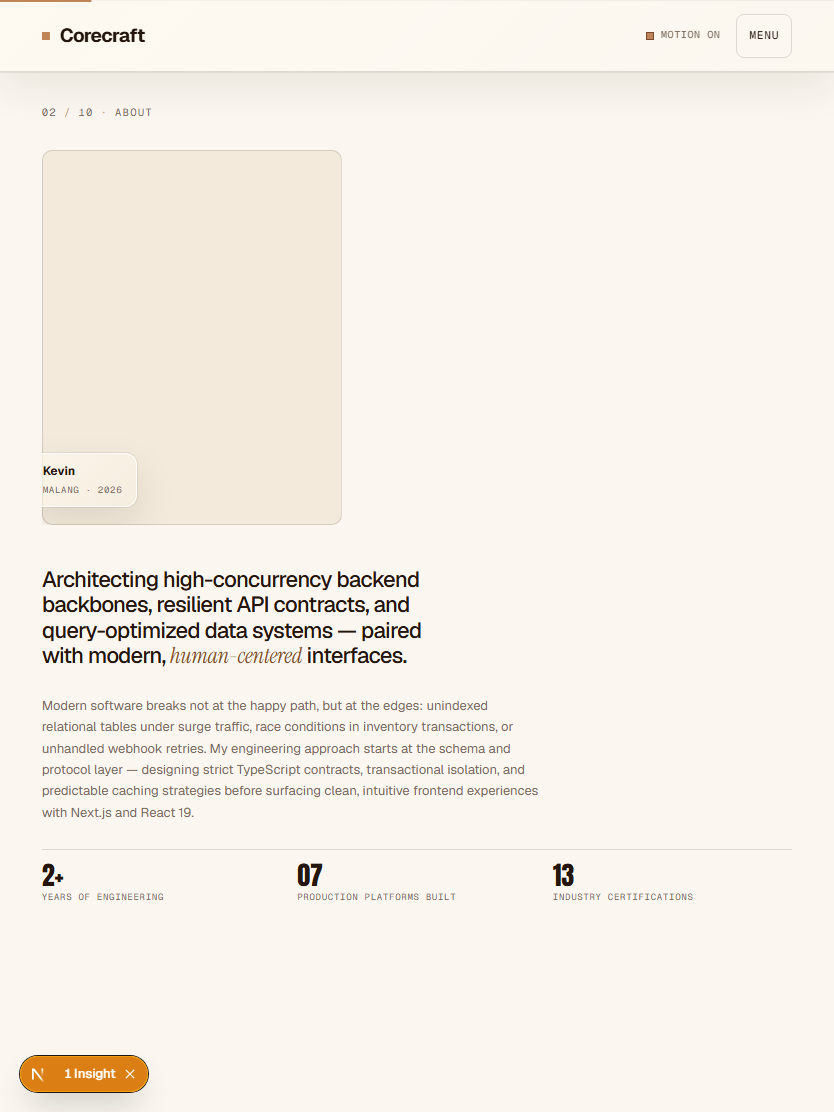 Corecraft
MOTION ON
MENU
02 / 10 · ABOUT
Kevin
MALANG · 2026
Architecting high-concurrency backend
backbones, resilient API contracts, and
query-optimized data systems — paired
with modern, human-centered interfaces.
Modern software breaks not at the happy path, but at the edges: unindexed
relational tables under surge traffic, race conditions in inventory transactions, or
unhandled webhook retries. My engineering approach starts at the schema and
protocol layer — designing strict TypeScript contracts, transactional isolation, and
predictable caching strategies before surfacing clean, intuitive frontend experiences
with Next.js and React 19.
2+
YEARS OF ENGINEERING
07
PRODUCTION PLATFORMS BUILT
13
INDUSTRY CERTIFICATIONS
1 Insight